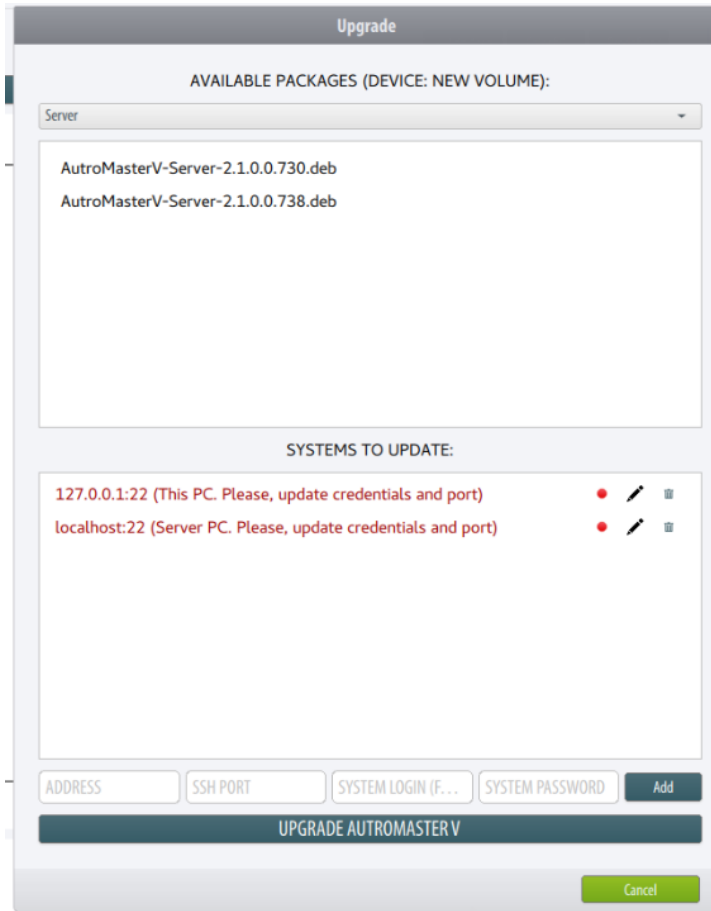 Upgrade
AVAILABLE PACKAGES (DEVICE: NEW VOLUME):
Server
AutroMasterV-Server-2.1.0.0.730.deb
AutroMasterV-Server-2.1.0.0.738.deb
SYSTEMS TO UPDATE:
127.0.0.1:22 (This PC. Please, update credentials and port)
localhost:22 (Server PC. Please, update credentials and port)
ADDRESS SSH PORT SYSTEM LOGIN (F... SYSTEM PASSWORD Add
UPGRADE AUTROMASTER V
Cancel